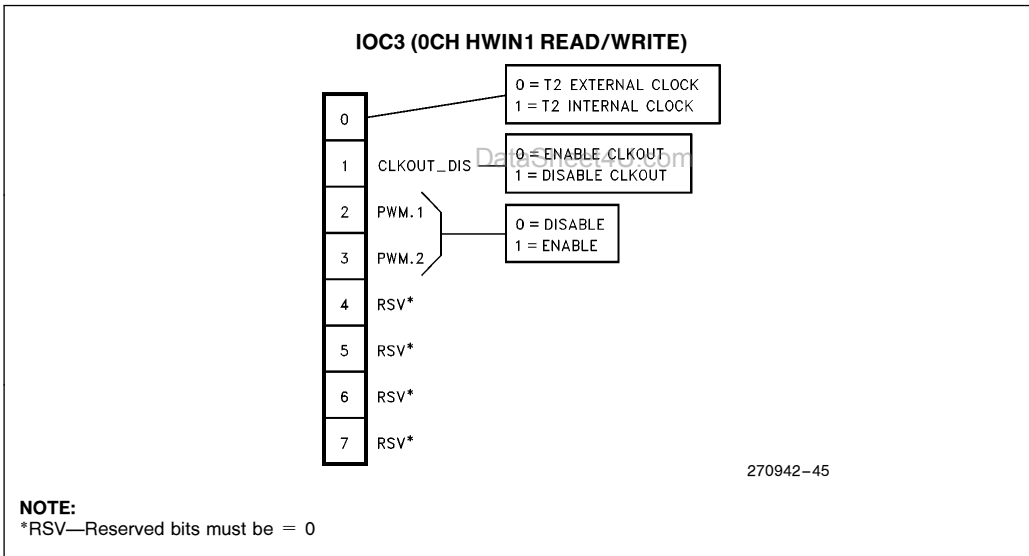 IOC3 (0CH HWIN1 READ/WRITE)
0 = T2 EXTERNAL CLOCK
1 = T2 INTERNAL CLOCK
0
1 CLKOUT_DIS
0 = ENABLE CLKOUT
1 = DISABLE CLKOUT
DataSheet4U.com
2 PWM.1
3 PWM.2
0 = DISABLE
1 = ENABLE
4 RSV*
5 RSV*
6 RSV*
7 RSV*
270942–45
NOTE:
*RSV—Reserved bits must be = 0